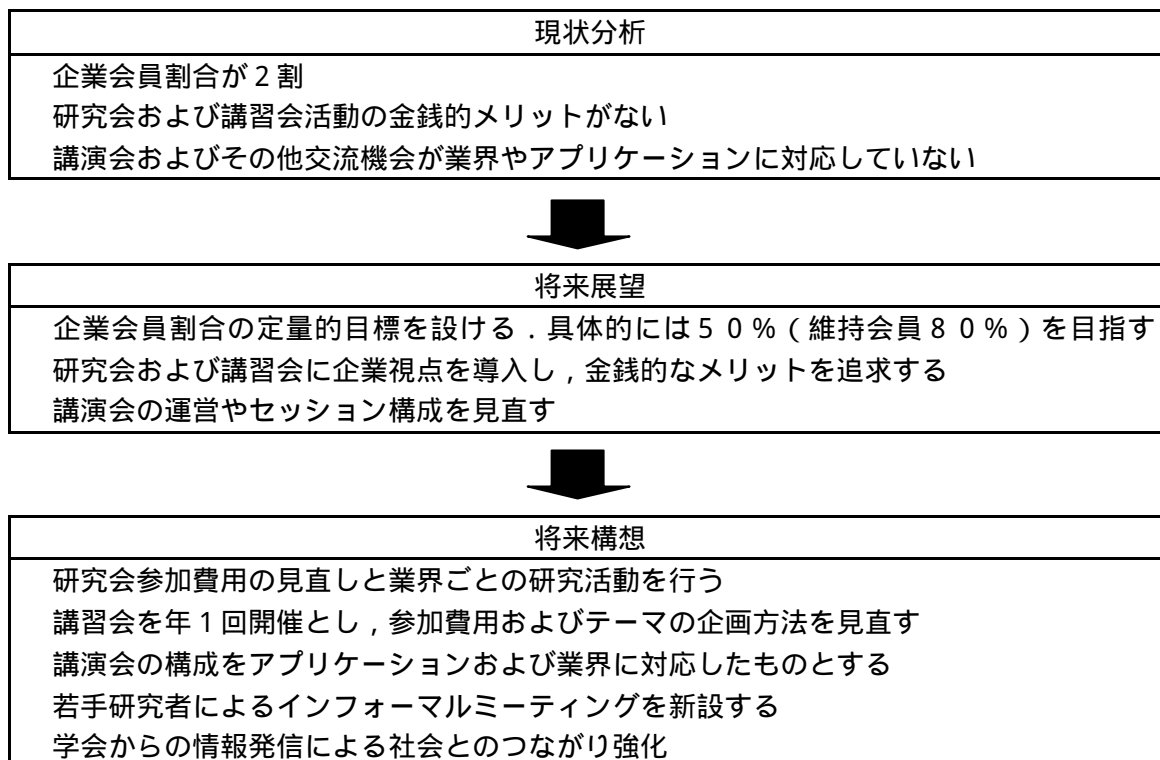 現状分析
企業会員割合が２割
研究会および講習会活動の金銭的メリットがない
講演会およびその他交流機会が業界やアプリケーションに対応していない
将来展望
企業会員割合の定量的目標を設ける．具体的には５０％（維持会員８０％）を目指す
研究会および講習会に企業視点を導入し，金銭的なメリットを追求する
講演会の運営やセッション構成を見直す
将来構想
研究会参加費用の見直しと業界ごとの研究活動を行う
講習会を年１回開催とし，参加費用およびテーマの企画方法を見直す
講演会の構成をアプリケーションおよび業界に対応したものとする
若手研究者によるインフォーマルミーティングを新設する
学会からの情報発信による社会とのつながり強化